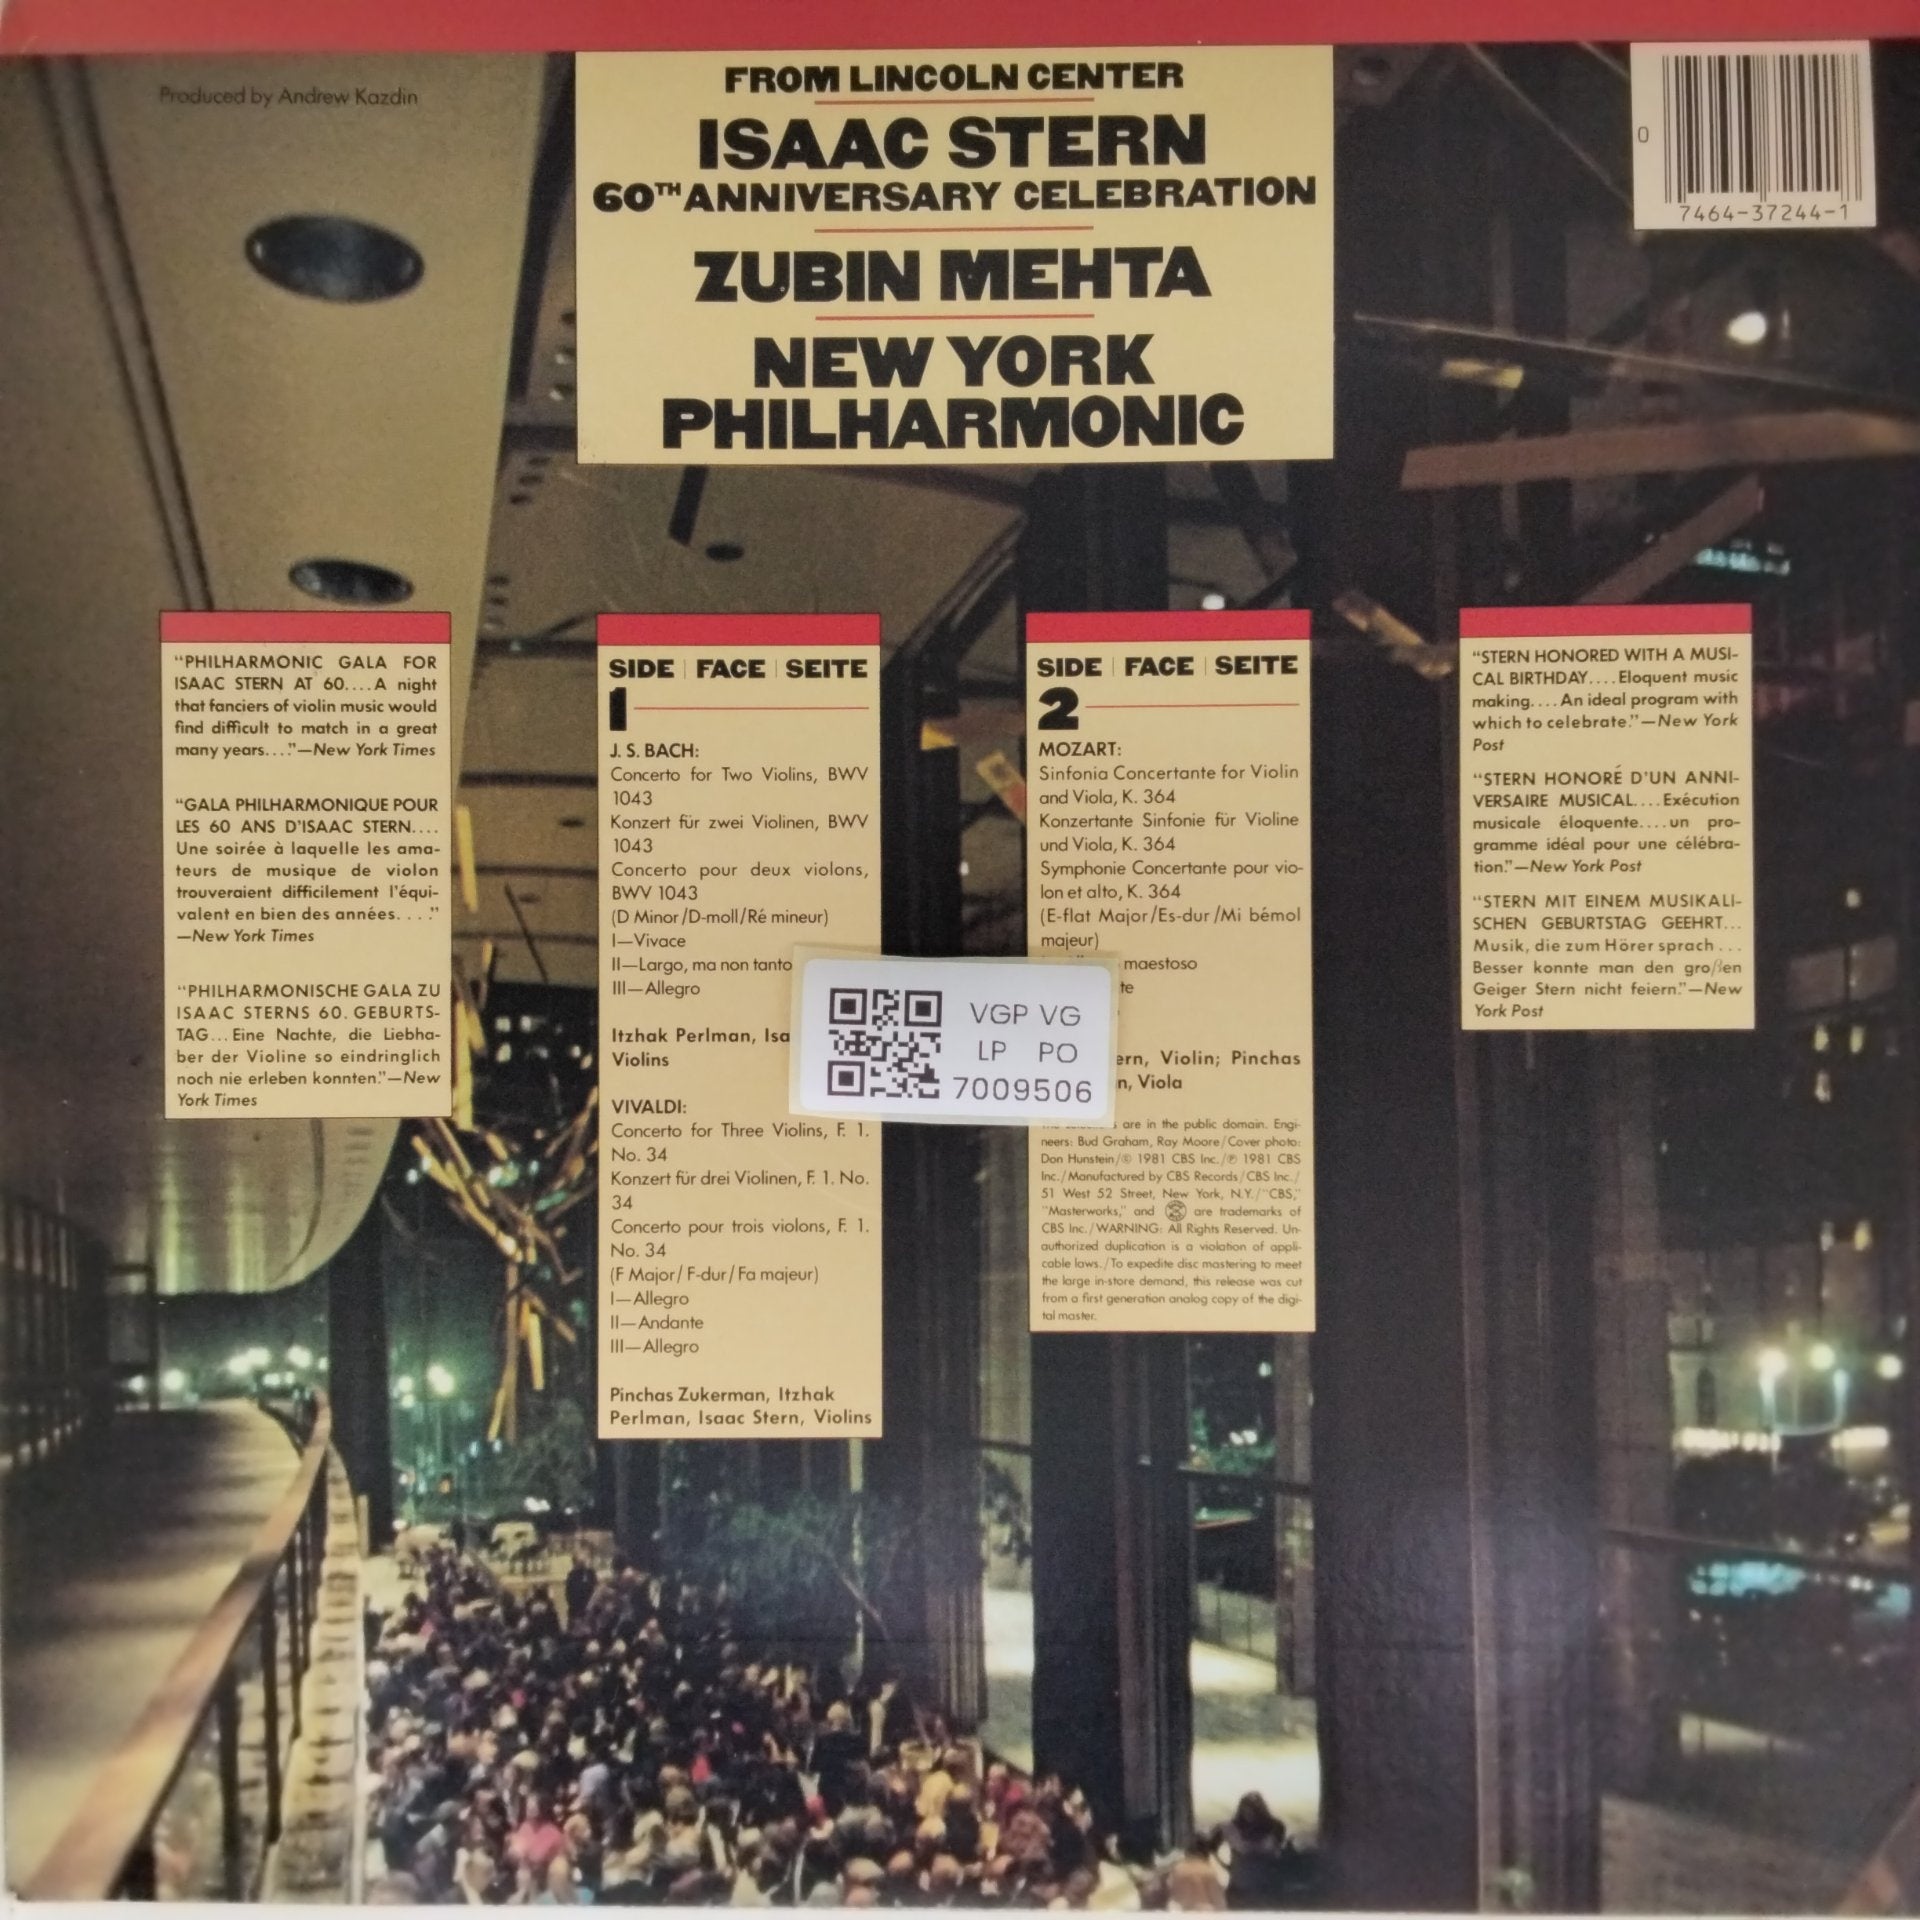 Produced by Andrew Kazdin
FROM LINCOLN CENTER
ISAAC STERN
60TH ANNIVERSARY CELEBRATION
ZUBIN MEHTA
NEW YORK
PHILHARMONIC
0
7464-37244-1
“PHILHARMONIC GALA FOR
ISAAC STERN AT 60....A night
that fanciers of violin music would
find difficult to match in a great
many years....”—New York Times
“GALA PHILHARMONIQUE POUR
LES 60 ANS D’ISAAC STERN....
Une soirée à laquelle les ama-
teurs de musique de violon
trouveraient difficilement l’équi-
valent en bien des années. . . .”
—New York Times
“PHILHARMONISCHE GALA ZU
ISAAC STERNS 60. GEBURTS-
TAG...Eine Nachte, die Liebha-
ber der Violine so eindringlich
noch nie erleben konnten.”—New
York Times
SIDE | FACE | SEITE
1
J. S. BACH:
Concerto for Two Violins, BWV
1043
Konzert für zwei Violinen, BWV
1043
Concerto pour deux violons,
BWV 1043
(D Minor/D-moll/Ré mineur)
I—Vivace
II—Largo, ma non tanto
III—Allegro
Itzhak Perlman, Isa
Violins
VIVALDI:
Concerto for Three Violins, F. 1.
No. 34
Konzert für drei Violinen, F. 1. No.
34
Concerto pour trois violons, F. 1.
No. 34
(F Major/F-dur/Fa majeur)
I—Allegro
II—Andante
III—Allegro
Pinchas Zukerman, Itzhak
Perlman, Isaac Stern, Violins
SIDE | FACE | SEITE
2
MOZART:
Sinfonia Concertante for Violin
and Viola, K. 364
Konzertante Sinfonie für Violine
und Viola, K. 364
Symphonie Concertante pour vio-
lon et alto, K. 364
(E-flat Major/Es-dur/Mi bémol
majeur)
maestoso
te
ern, Violin; Pinchas
n, Viola
are in the public domain. Engi-
neers: Bud Graham, Ray Moore/Cover photo:
Don Hunstein/© 1981 CBS Inc./℗ 1981 CBS
Inc./Manufactured by CBS Records/CBS Inc./
51 West 52 Street, New York, N.Y./“CBS,”
“Masterworks,” and are trademarks of
CBS Inc./WARNING: All Rights Reserved. Un-
authorized duplication is a violation of appli-
cable laws./To expedite disc mastering to meet
the large in-store demand, this release was cut
from a first generation analog copy of the digi-
tal master.
VGP VG
LP PO
7009506
“STERN HONORED WITH A MUSI-
CAL BIRTHDAY....Eloquent music
making....An ideal program with
which to celebrate.”—New York
Post
“STERN HONORÉ D’UN ANNI-
VERSAIRE MUSICAL....Exécution
musicale éloquente....un pro-
gramme idéal pour une célébra-
tion.”—New York Post
“STERN MIT EINEM MUSIKALI-
SCHEN GEBURTSTAG GEEHRT...
Musik, die zum Hörer sprach . . .
Besser konnte man den großen
Geiger Stern nicht feiern.”—New
York Post